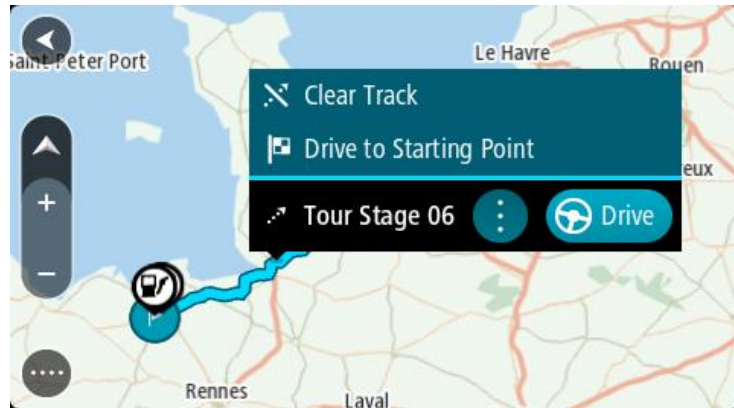 Saint Peter Port
Le Havre
Rouen
Clear Track
Drive to Starting Point
eux
Tour Stage 06
Drive
Rennes
Laval